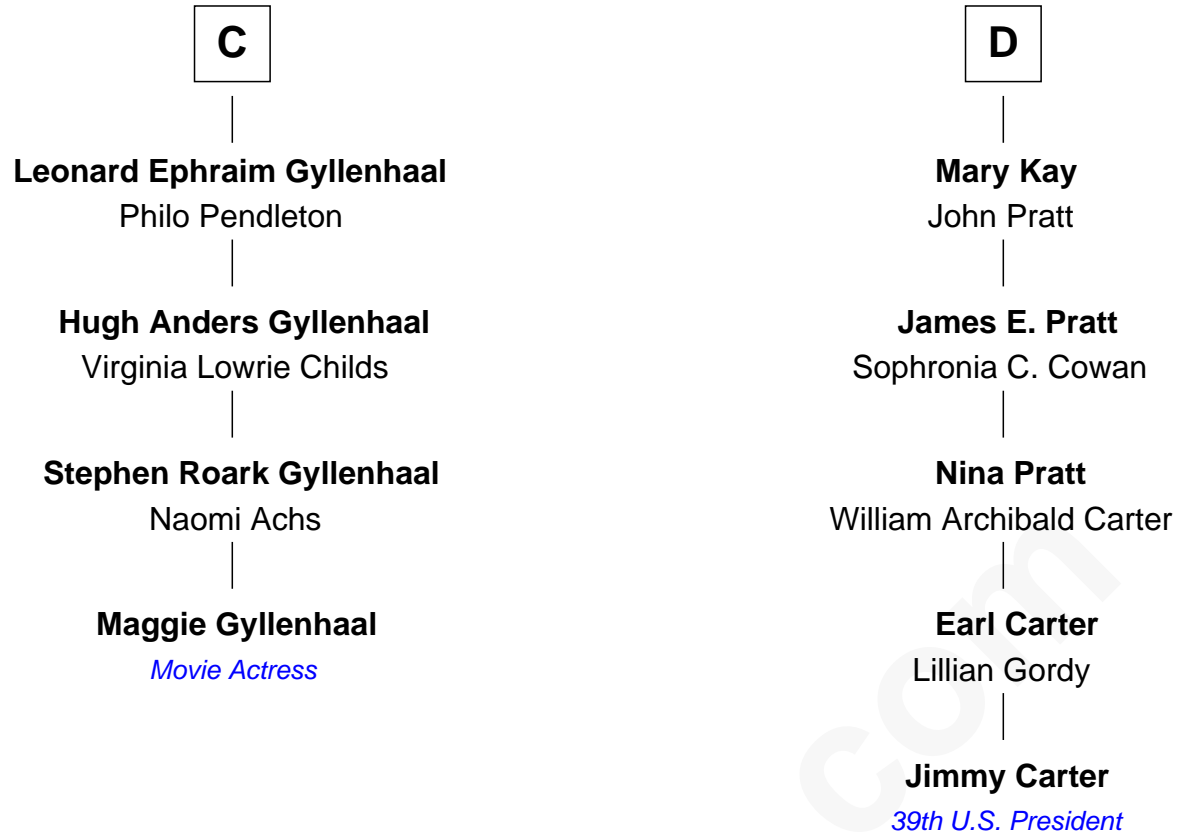 C
Leonard Ephraim Gyllenhaal
Philo Pendleton
Hugh Anders Gyllenhaal
Virginia Lowrie Childs
Stephen Roark Gyllenhaal
Naomi Achs
Maggie Gyllenhaal
Movie Actress
D
Mary Kay
John Pratt
James E. Pratt
Sophronia C. Cowan
Nina Pratt
William Archibald Carter
Earl Carter
Lillian Gordy
Jimmy Carter
39th U.S. President
com